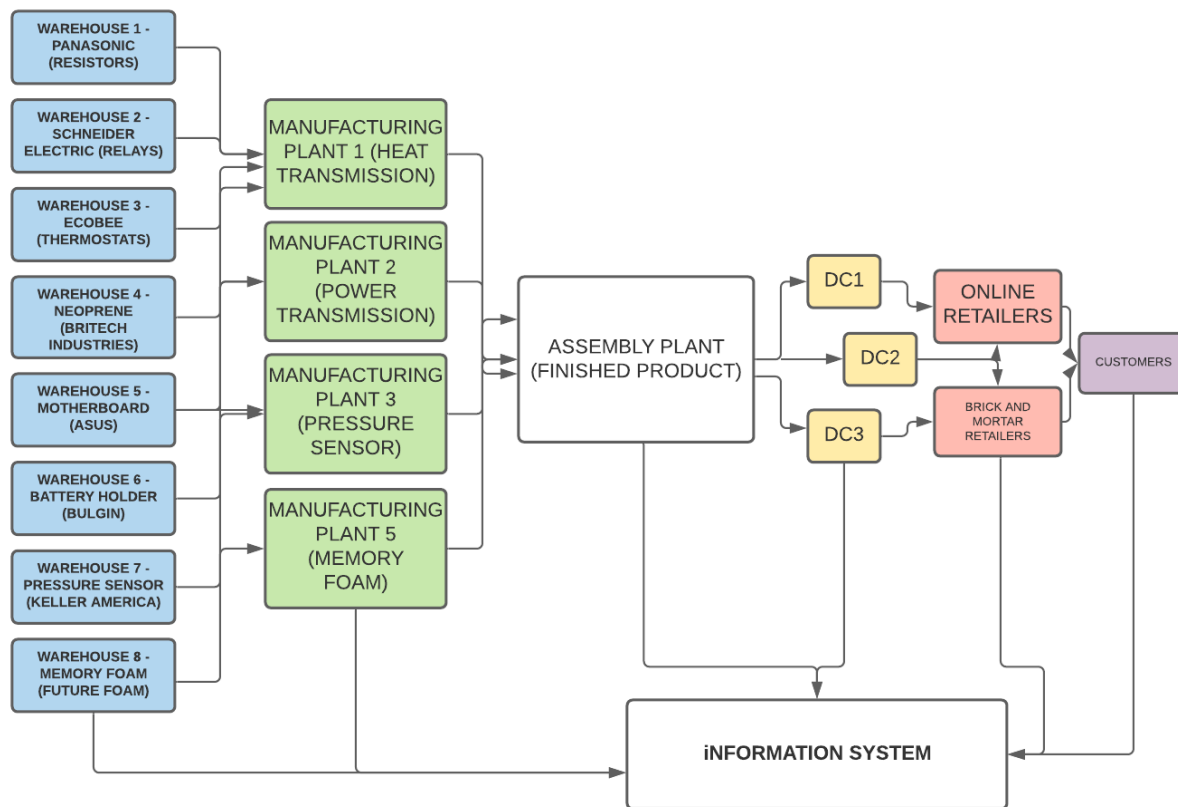 WAREHOUSE 1 -
PANASONIC
(RESISTORS)
WAREHOUSE 2 -
SCHNEIDER
ELECTRIC (RELAYS)
WAREHOUSE 3 -
ECOBEE
(THERMOSTATS)
WAREHOUSE 4 -
NEOPRENE
(BRITECH
INDUSTRIES)
WAREHOUSE 5 -
MOTHERBOARD
(ASUS)
WAREHOUSE 6 -
BATTERY HOLDER
(BULGIN)
WAREHOUSE 7 -
PRESSURE SENSOR
(KELLER AMERICA)
WAREHOUSE 8 -
MEMORY FOAM
(FUTURE FOAM)
MANUFACTURING
PLANT 1 (HEAT
TRANSMISSION)
MANUFACTURING
PLANT 2
(POWER
TRANSMISSION)
MANUFACTURING
PLANT 3
(PRESSURE
SENSOR)
MANUFACTURING
PLANT 5
(MEMORY
FOAM)
ASSEMBLY PLANT
(FINISHED PRODUCT)
DC1
DC2
DC3
ONLINE
RETAILERS
BRICK AND
MORTAR
RETAILERS
CUSTOMERS
iNFORMATION SYSTEM